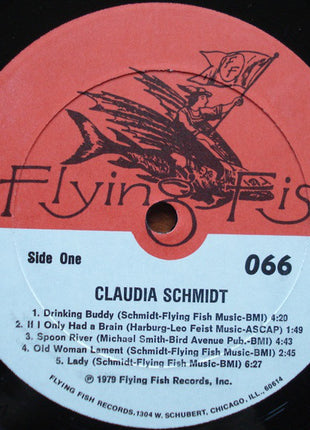 FF
Flying Fis
Side One
066
CLAUDIA SCHMIDT
1. Drinking Buddy (Schmidt-Flying Fish Music-BMI) 4:20
2. If I Only Had a Brain (Harburg-Leo Feist Music-ASCAP) 1:49
3. Spoon River (Michael Smith-Bird Avenue Pub.-BMI) 4:43
4. Old Woman Lament (Schmidt-Flying Fish Music-BMI) 2:45
5. Lady (Schmidt-Flying Fish Music-BMI) 6:27
℗ 1979 Flying Fish Records, Inc.
FLYING FISH RECORDS, 1304 W. SCHUBERT, CHICAGO, ILL. 60614